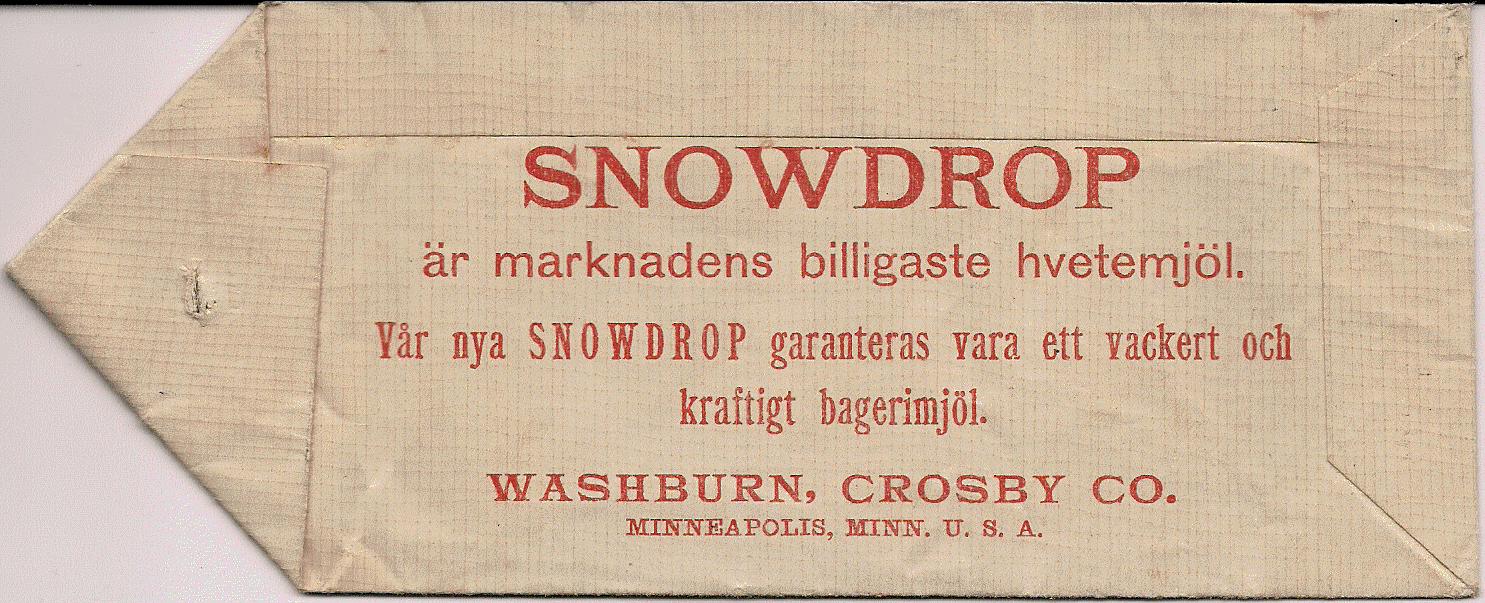 SNOWDROP
är marknadens billigaste hvetemjöl.
Vår nya SNOWDROP garanteras vara ett vackert och
kraftigt bagerimjöl.
WASHBURN, CROSBY CO.
MINNEAPOLIS, MINN. U. S. A.